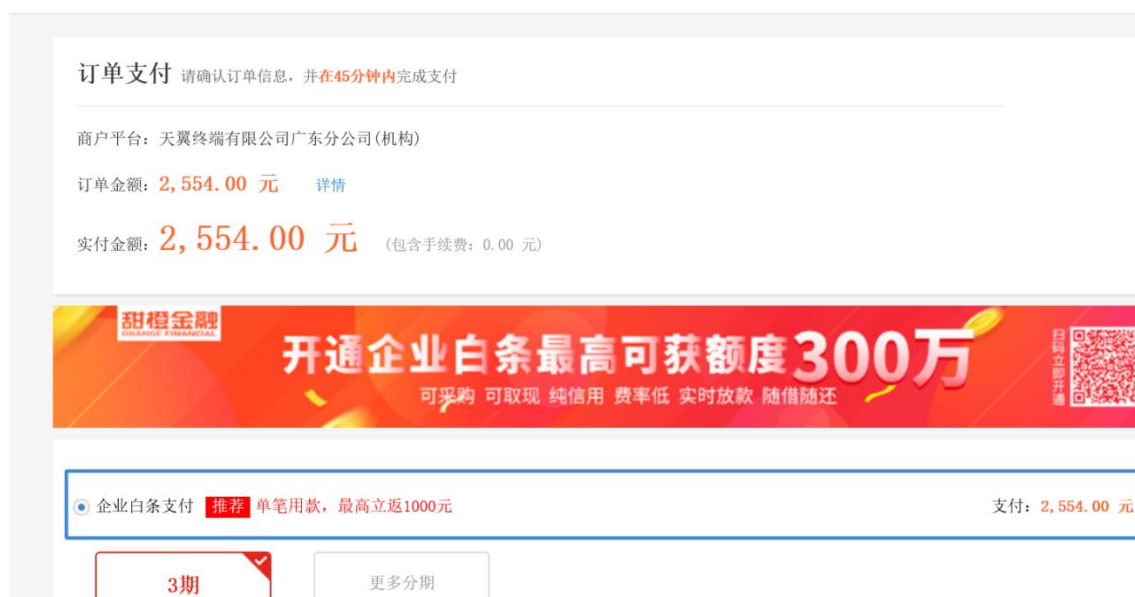 订单支付 请确认订单信息，并在45分钟内完成支付
商户平台：天翼终端有限公司广东分公司(机构)
订单金额：2,554.00 元 详情
实付金额：2,554.00 元 (包含手续费：0.00 元)
甜橙金融
ORANGE FINANCIAL
开通企业白条最高可获额度300万
可采购 可取现 纯信用 费率低 实时放款 随借随还
扫码立即开通
企业白条支付 推荐 单笔用款，最高立返1000元 支付：2,554.00 元
3期 更多分期